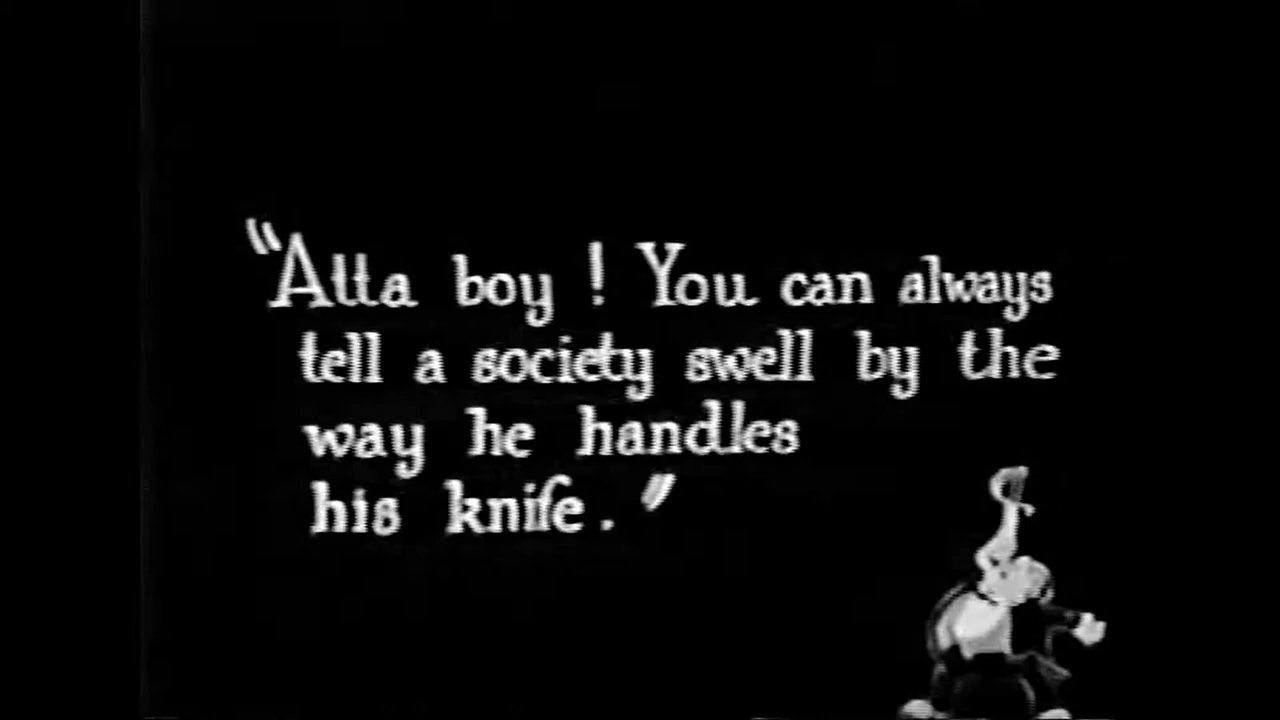 "Atta boy! You can always
tell a society swell by the
way he handles
his knife."